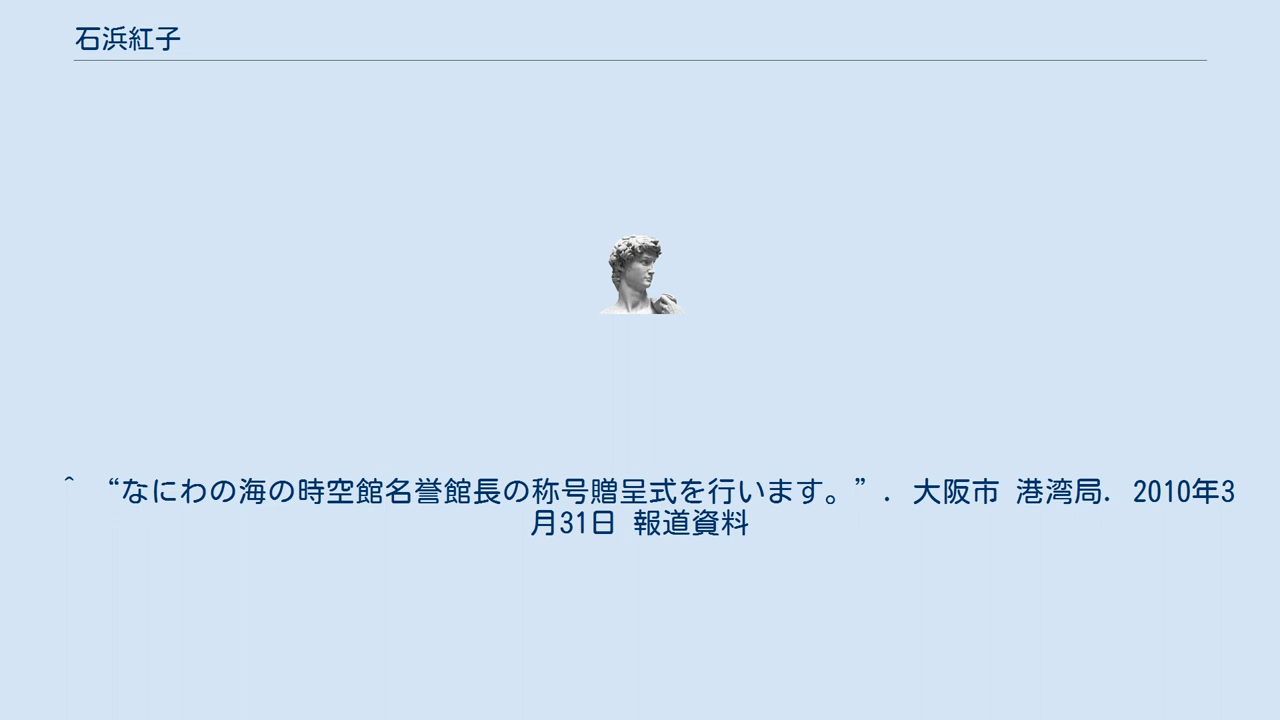 石浜紅子
^ “なにわの海の時空館名誉館長の称号贈呈式を行います。”. 大阪市 港湾局. 2010年3
月31日 報道資料